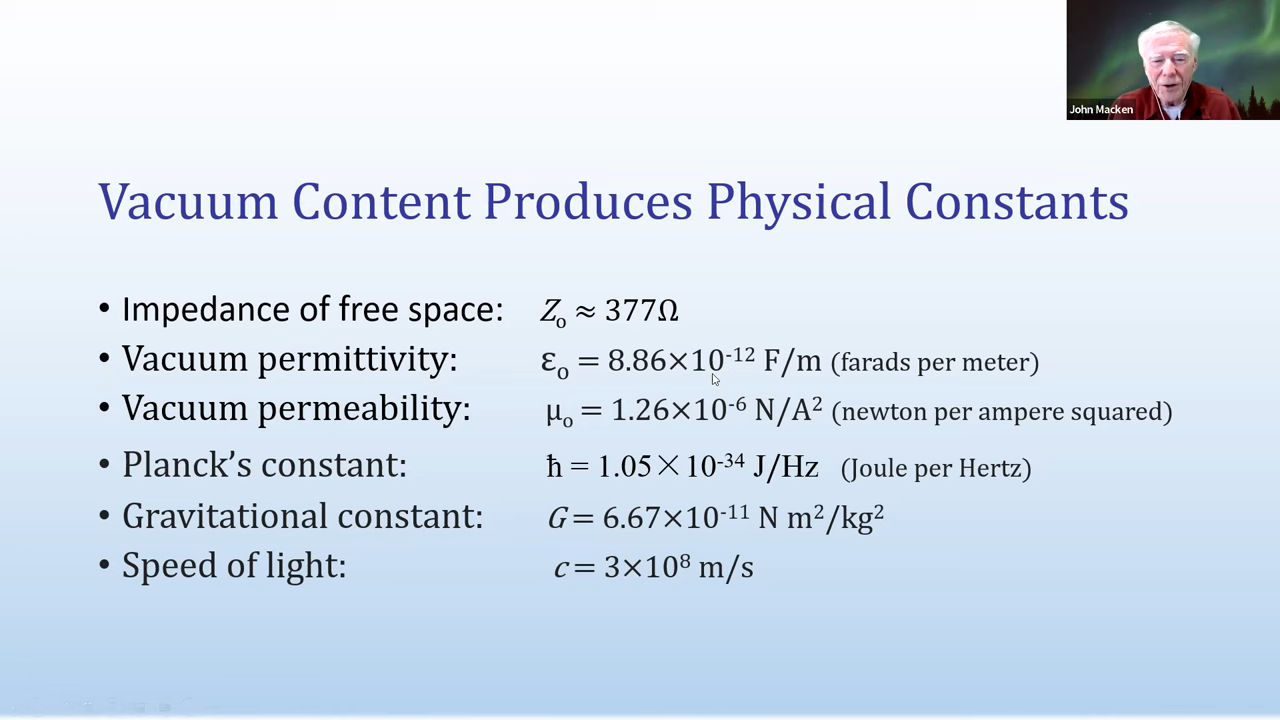 John Macken
Vacuum Content Produces Physical Constants
• Impedance of free space: Zₒ ≈ 377Ω
• Vacuum permittivity: εₒ = 8.86×10⁻¹² F/m (farads per meter)
• Vacuum permeability: μₒ = 1.26×10⁻⁶ N/A² (newton per ampere squared)
• Planck’s constant: ħ = 1.05×10⁻³⁴ J/Hz (Joule per Hertz)
• Gravitational constant: G = 6.67×10⁻¹¹ N m²/kg²
• Speed of light: c = 3×10⁸ m/s